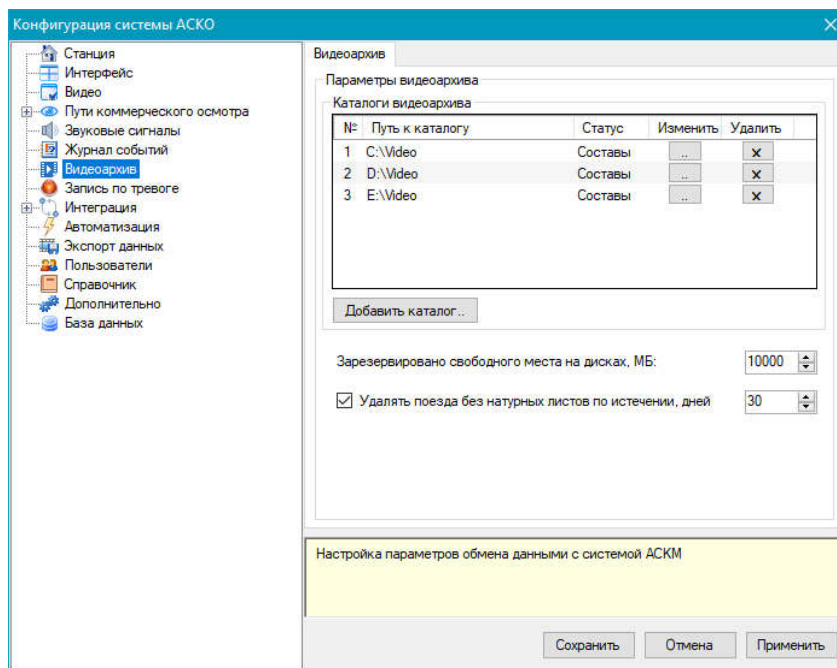 Конфигурация системы АСКО
Станция
Интерфейс
Видео
Пути коммерческого осмотра
Звуковые сигналы
Журнал событий
Видеоархив
Запись по тревоге
Интеграция
Автоматизация
Экспорт данных
Пользователи
Справочник
Дополнительно
База данных
Видеоархив
Параметры видеоархива
Каталоги видеоархива
№ Путь к каталогу Статус Изменить Удалить
1 C:\Video Составы .. x
2 D:\Video Составы .. x
3 E:\Video Составы .. x
Добавить каталог..
Зарезервировано свободного места на дисках, МБ: 10000
Удалять поезда без натурных листов по истечении, дней 30
Настройка параметров обмена данными с системой АСКМ
Сохранить Отмена Применить